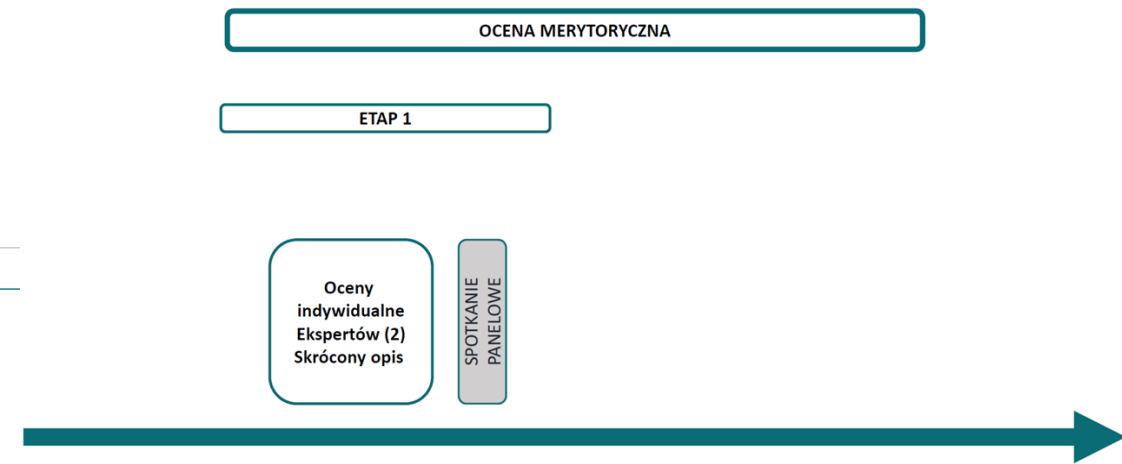 OCENA MERYTORYCZNA
ETAP 1
Oceny
indywidualne
Ekspertów (2)
Skrócony opis
SPOTKANIE
PANELOWE